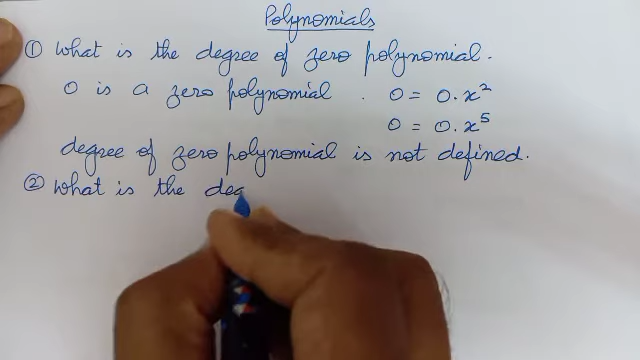 Polynomials
① What is the degree of zero polynomial.
0 is a zero polynomial . 0 = 0.x²
0 = 0.x⁵
degree of zero polynomial is not defined.
② What is the deg